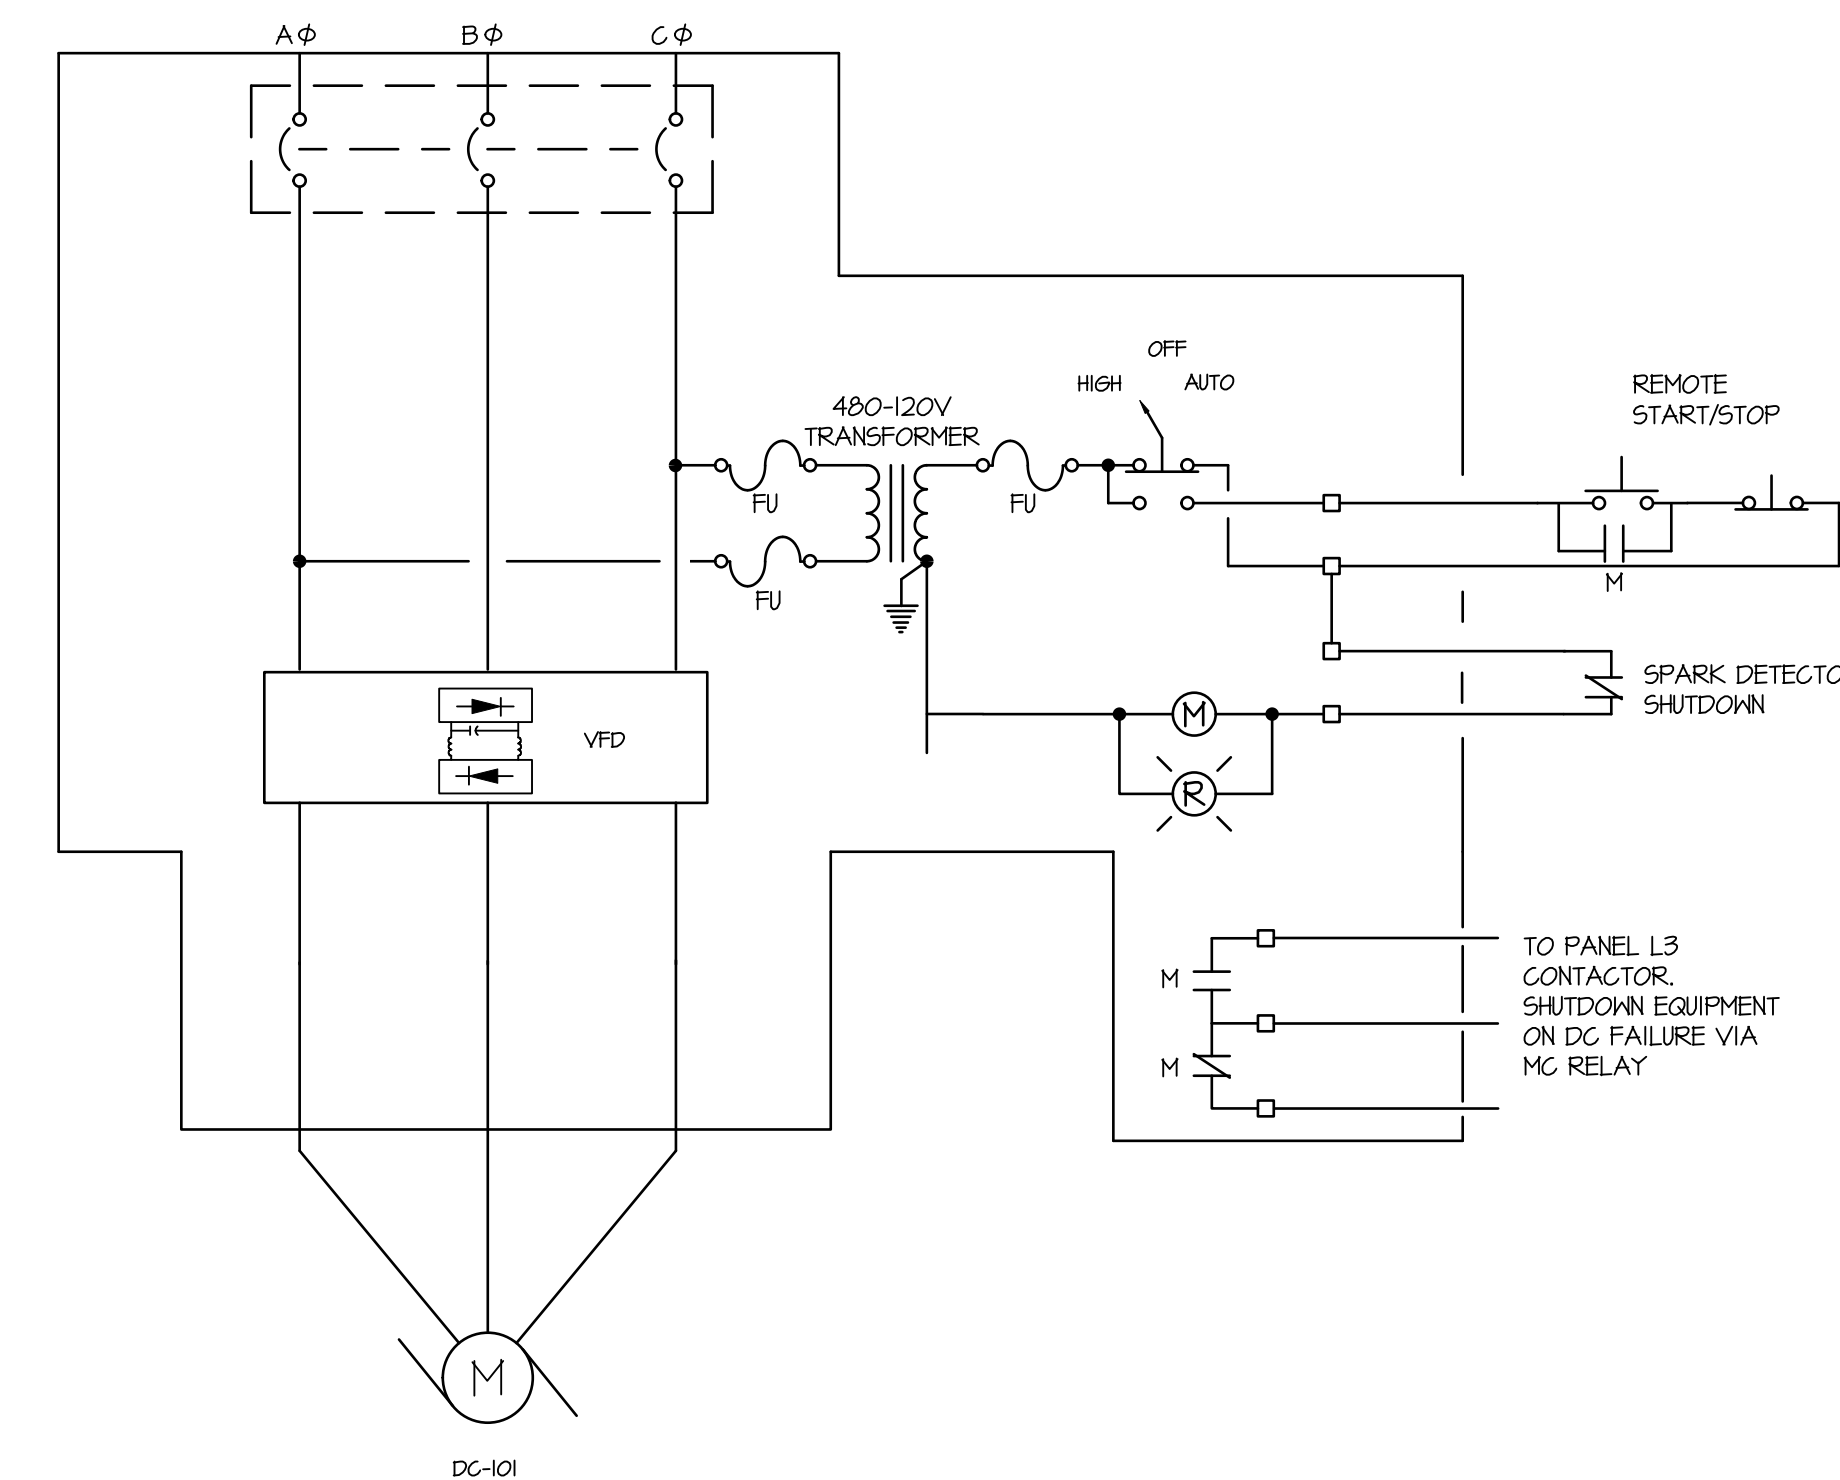 AΦ BΦ CΦ
OFF
HIGH AUTO
REMOTE
START/STOP
480-120V
TRANSFORMER
FU
FU
FU
M
SPARK DETECTO
SHUTDOWN
M
VFD
R
TO PANEL L3
CONTACTOR.
SHUTDOWN EQUIPMENT
ON DC FAILURE VIA
MC RELAY
M
M
M
DC-101